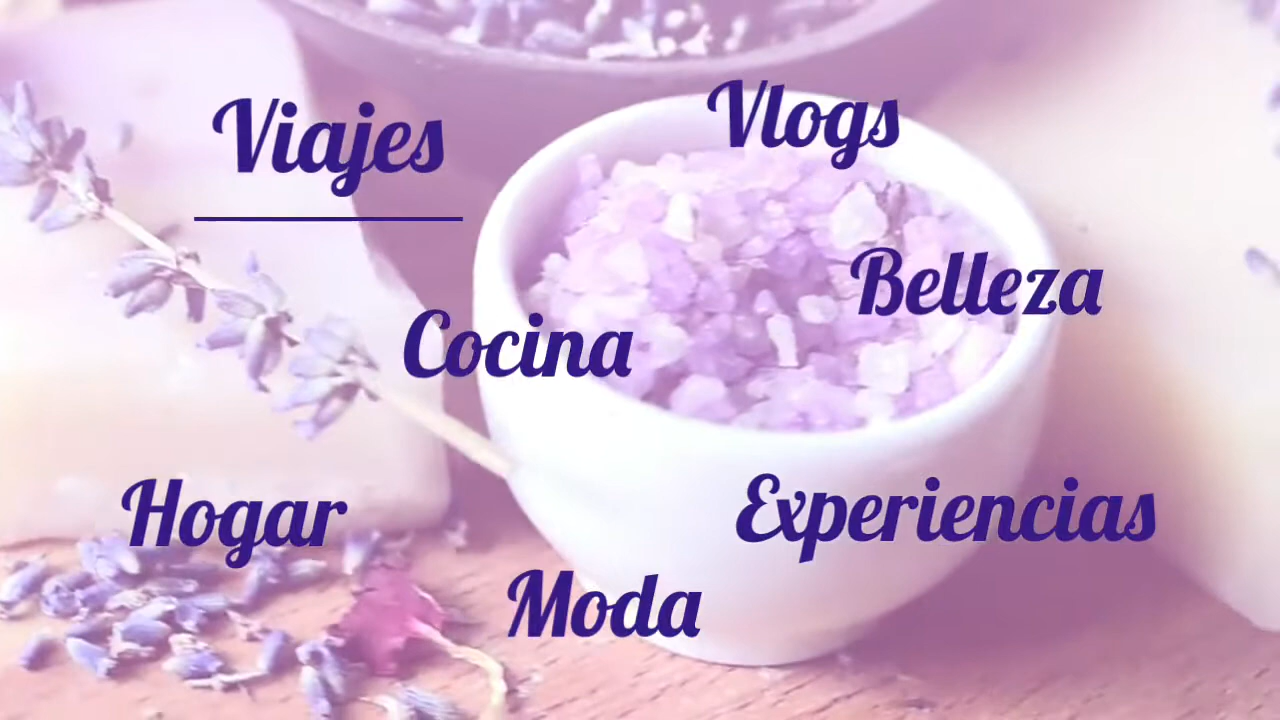 Viajes
Vlogs
Belleza
Cocina
Hogar
Experiencias
Moda